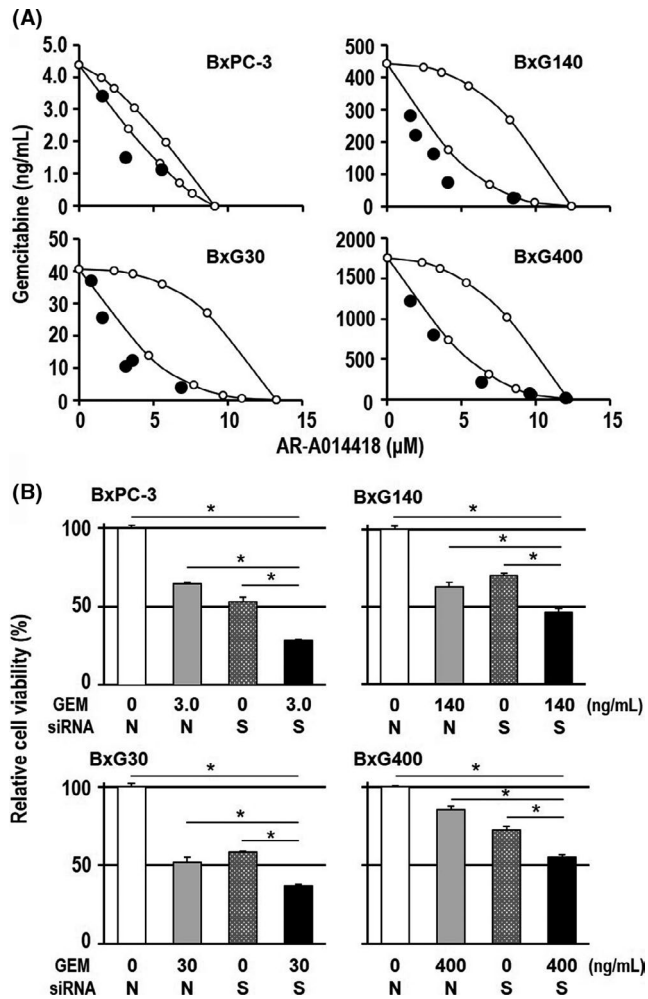 (A)
BxPC-3
BxG140
5.0
4.0
3.0
2.0
1.0
0
500
400
300
200
100
0
Gemcitabine (ng/mL)
BxG30
BxG400
50
40
30
20
10
0
2000
1500
1000
500
0
0 5 10 15
0 5 10 15
AR-A014418 (μM)
(B)
BxPC-3
BxG140
* * *
* * *
100
50
0
Relative cell viability (%)
GEM 0 3.0 0 3.0
siRNA N N S S
0 140 0 140 (ng/mL)
N N S S
BxG30
BxG400
* * *
* * *
100
50
0
GEM 0 30 0 30
siRNA N N S S
0 400 0 400 (ng/mL)
N N S S